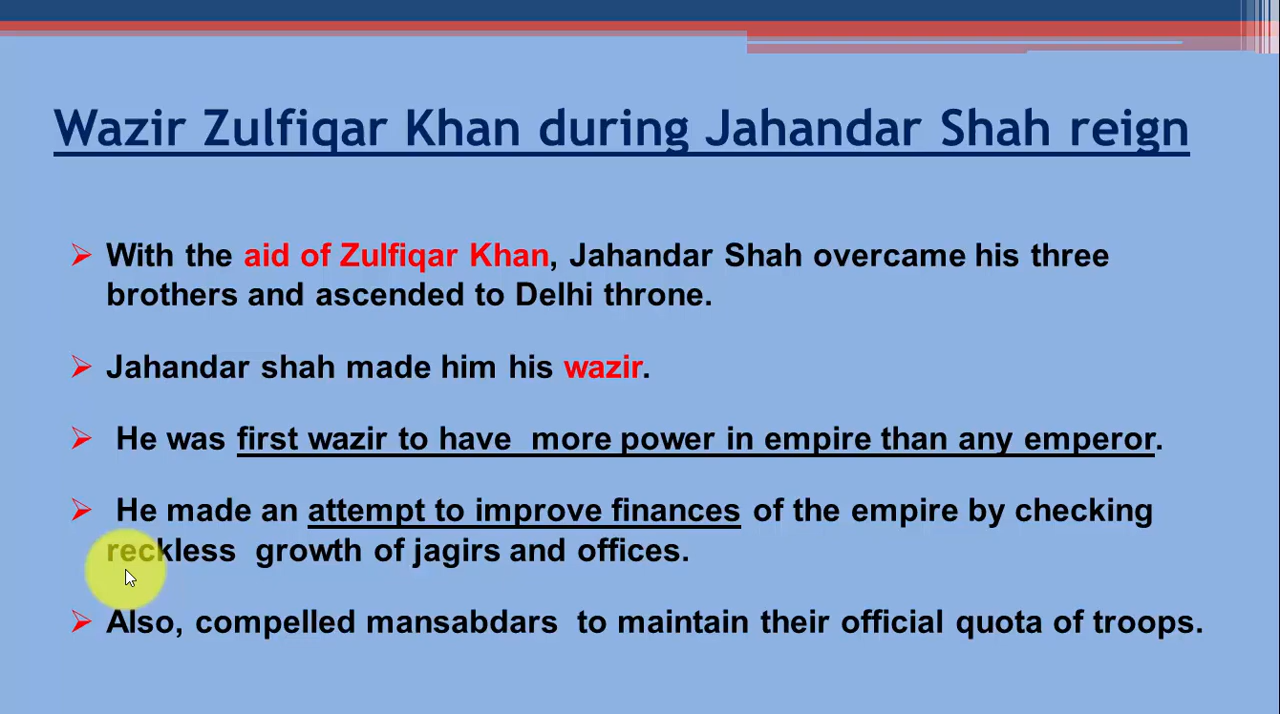 Wazir Zulfiqar Khan during Jahandar Shah reign
With the aid of Zulfiqar Khan, Jahandar Shah overcame his three
brothers and ascended to Delhi throne.
Jahandar shah made him his wazir.
He was first wazir to have more power in empire than any emperor.
He made an attempt to improve finances of the empire by checking
reckless growth of jagirs and offices.
Also, compelled mansabdars to maintain their official quota of troops.